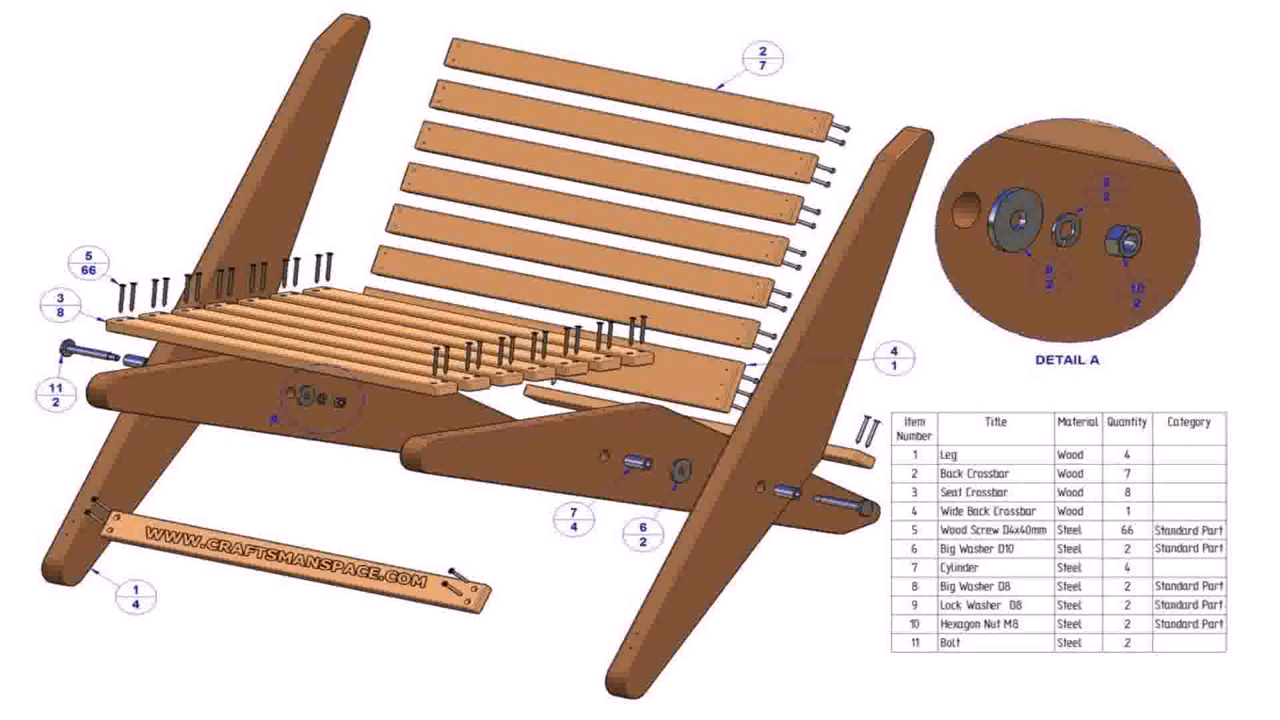 2
7
5
66
3
8
11
2
WWW.CRAFTSMANSPACE.COM
1
4
7
4
6
2
4
1
10
2
DETAIL A
Item Number Title Material Quantity Category
1 Leg Wood 4
2 Back Crossbar Wood 7
3 Seat Crossbar Wood 8
4 Wide Back Crossbar Wood 1
5 Wood Screw D4x40mm Steel 66 Standard Part
6 Big Washer D10 Steel 2 Standard Part
7 Cylinder Steel 4
8 Big Washer D8 Steel 2 Standard Part
9 Lock Washer D8 Steel 2 Standard Part
10 Hexagon Nut M8 Steel 2 Standard Part
11 Bolt Steel 2